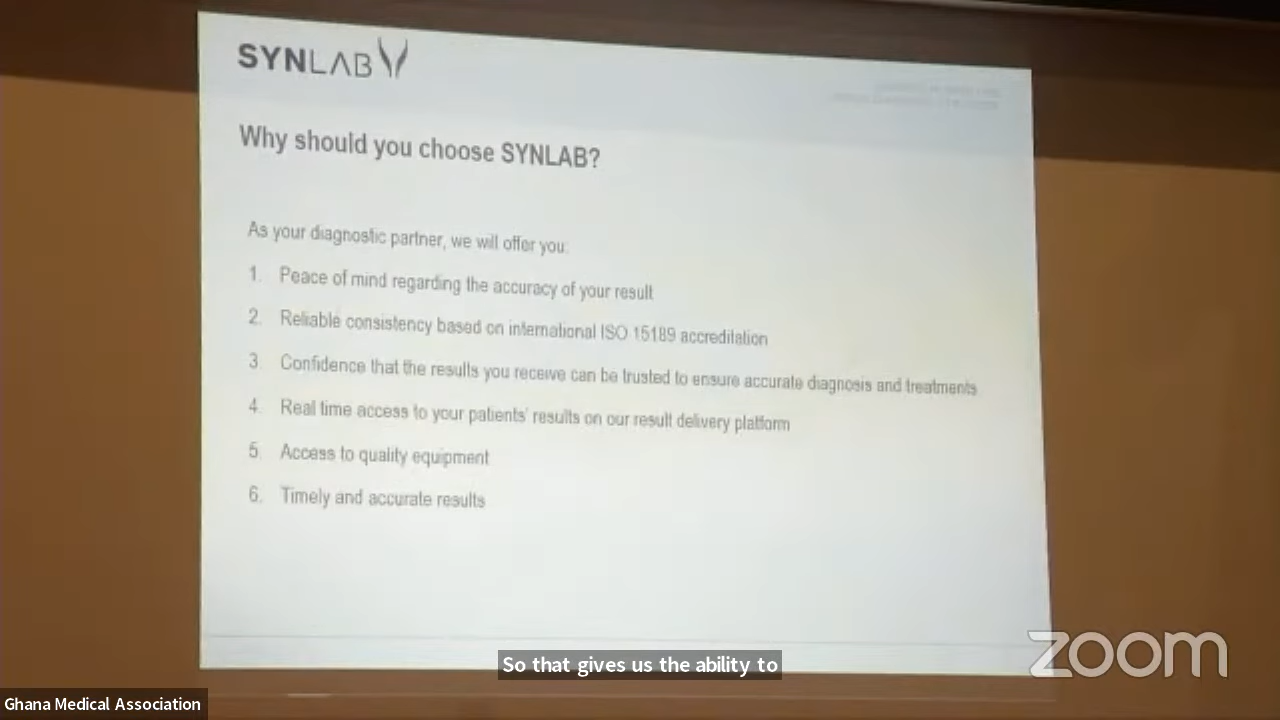 SYNLAB
Why should you choose SYNLAB?
As your diagnostic partner, we will offer you:
1. Peace of mind regarding the accuracy of your result
2. Reliable consistency based on international ISO 15189 accreditation
3. Confidence that the results you receive can be trusted to ensure accurate diagnosis and treatments
4. Real time access to your patients' results on our result delivery platform
5. Access to quality equipment
6. Timely and accurate results
So that gives us the ability to
zoom
Ghana Medical Association